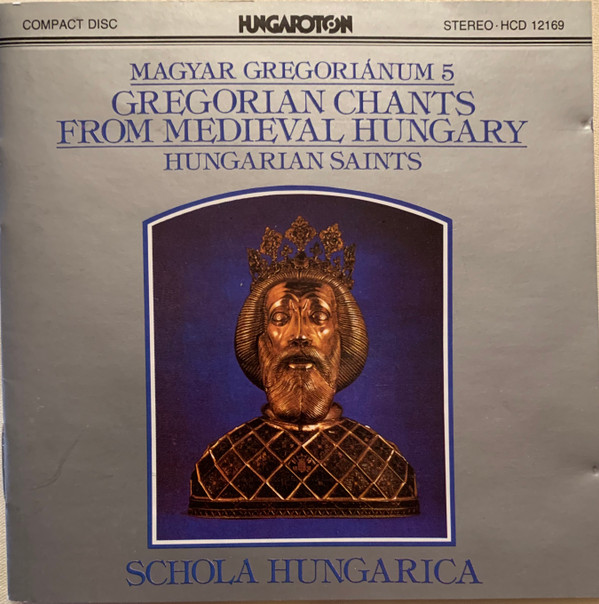 COMPACT DISC HUNGAROTON STEREO · HCD 12169
MAGYAR GREGORIÁNUM 5
GREGORIAN CHANTS
FROM MEDIEVAL HUNGARY
HUNGARIAN SAINTS
SCHOLA HUNGARICA